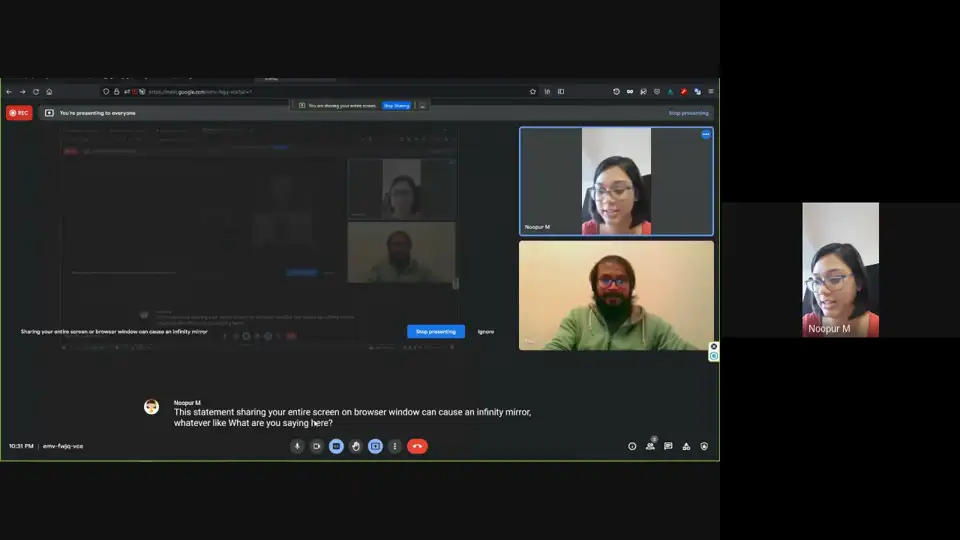 You are sharing your entire screen.
Stop Sharing
REC
You're presenting to everyone
Stop presenting
Noopur M
Sharing your entire screen or browser window can cause an infinity mirror
Stop presenting
Ignore
Noopur M
Noopur M
This statement sharing your entire screen on browser window can cause an infinity mirror,
whatever like What are you saying here?
10:31 PM | emv-fwjq-vce